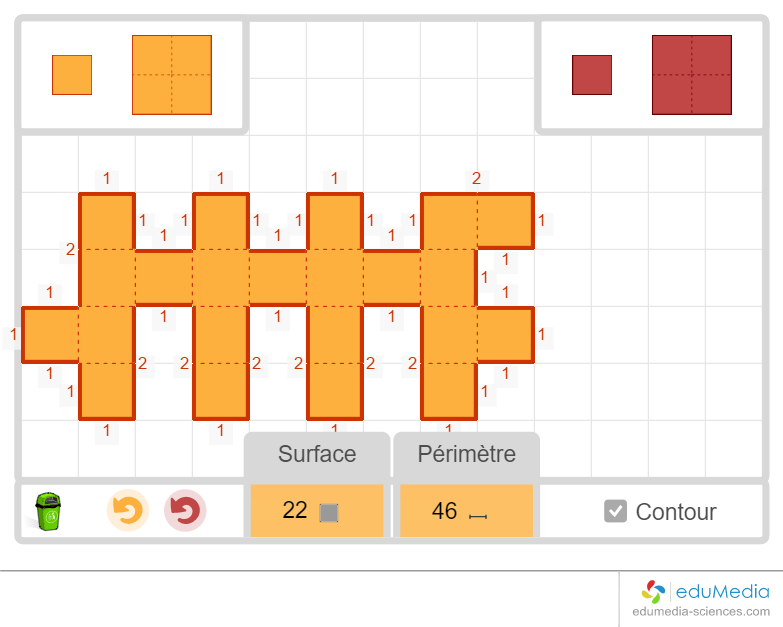 1 1 1 2
1 1 1 1 1 1 1
1 1 1
2
1
1
1 1
1 1 1
1 1
2 2 2 2 2 2
1 1
1 1
1 1 1 1
Surface Périmètre
22 46 Contour
eduMedia
edumedia-sciences.com